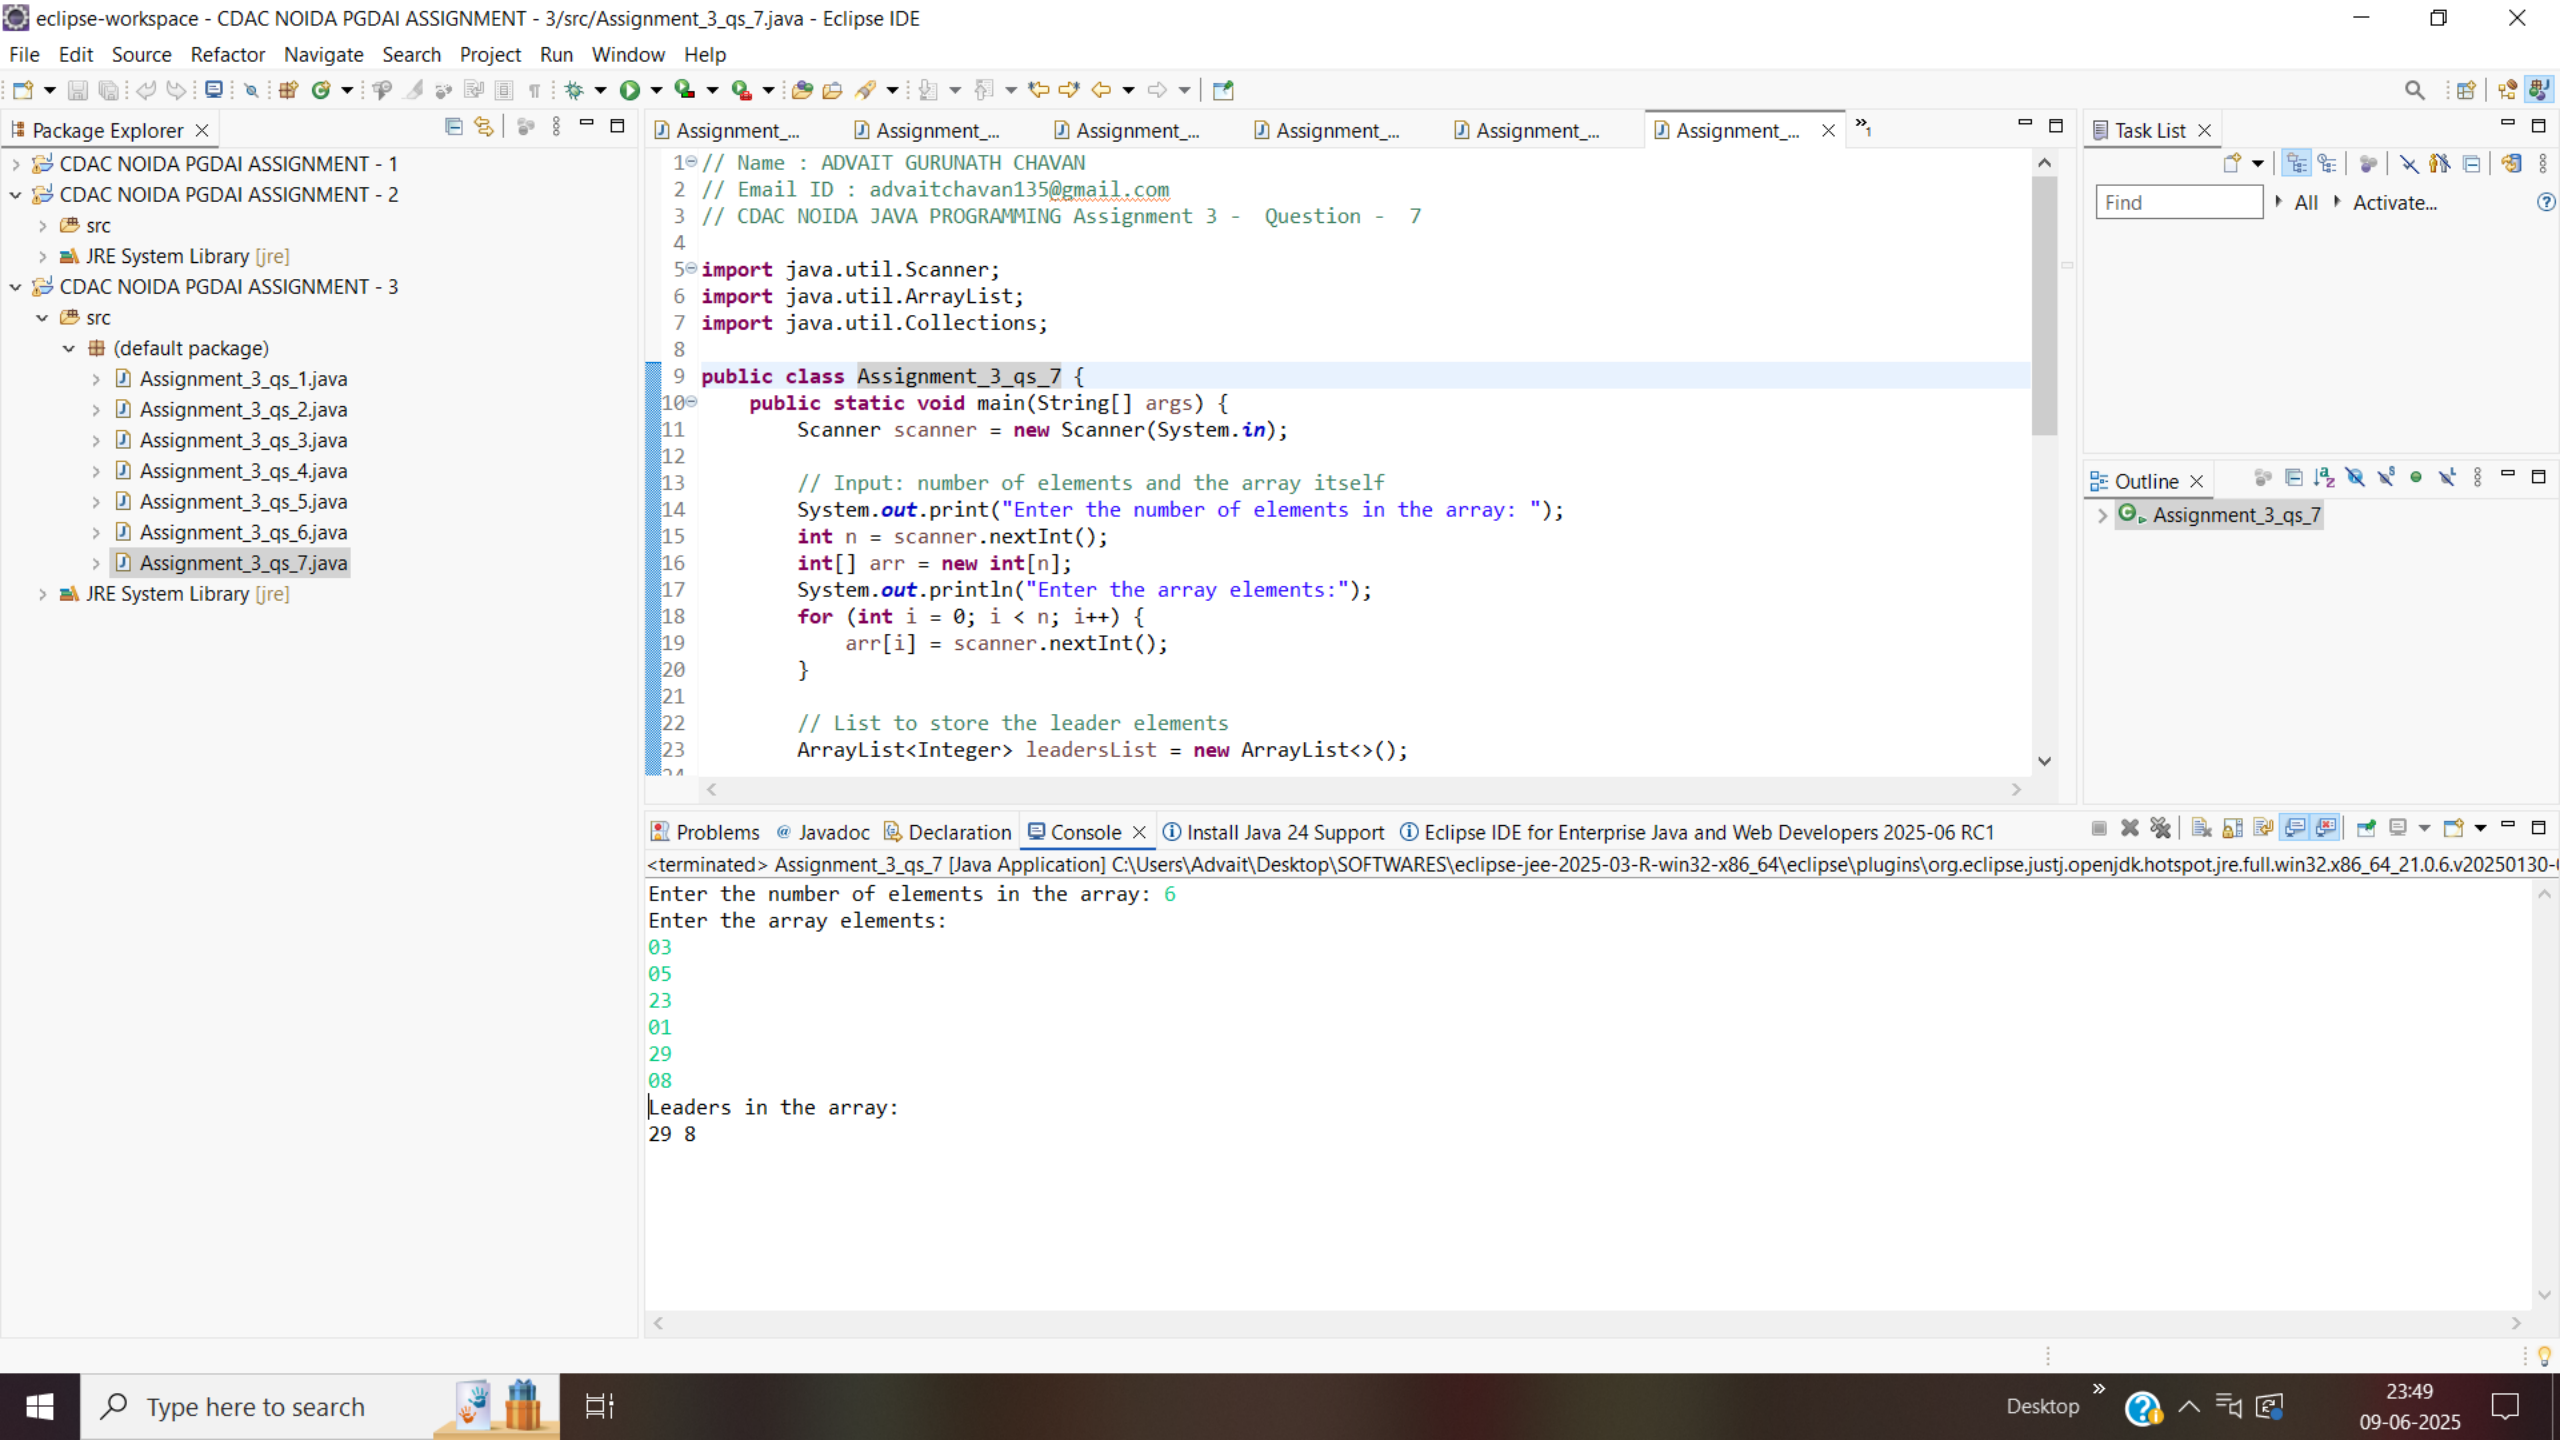 eclipse-workspace - CDAC NOIDA PGDAI ASSIGNMENT - 3/src/Assignment_3_qs_7.java - Eclipse IDE
File Edit Source Refactor Navigate Search Project Run Window Help
Package Explorer
CDAC NOIDA PGDAI ASSIGNMENT - 1
CDAC NOIDA PGDAI ASSIGNMENT - 2
src
JRE System Library [jre]
CDAC NOIDA PGDAI ASSIGNMENT - 3
src
(default package)
Assignment_3_qs_1.java
Assignment_3_qs_2.java
Assignment_3_qs_3.java
Assignment_3_qs_4.java
Assignment_3_qs_5.java
Assignment_3_qs_6.java
Assignment_3_qs_7.java
JRE System Library [jre]
Assignment_... Assignment_... Assignment_... Assignment_... Assignment_... Assignment_... »1
1 // Name : ADVAIT GURUNATH CHAVAN
2 // Email ID : advaitchavan135@gmail.com
3 // CDAC NOIDA JAVA PROGRAMMING Assignment 3 -  Question -  7
4
5 import java.util.Scanner;
6 import java.util.ArrayList;
7 import java.util.Collections;
8
9 public class Assignment_3_qs_7 {
10     public static void main(String[] args) {
11         Scanner scanner = new Scanner(System.in);
12
13         // Input: number of elements and the array itself
14         System.out.print("Enter the number of elements in the array: ");
15         int n = scanner.nextInt();
16         int[] arr = new int[n];
17         System.out.println("Enter the array elements:");
18         for (int i = 0; i < n; i++) {
19             arr[i] = scanner.nextInt();
20         }
21
22         // List to store the leader elements
23         ArrayList<Integer> leadersList = new ArrayList<>();
24
Task List
Find All Activate...
Outline
Assignment_3_qs_7
Problems Javadoc Declaration Console Install Java 24 Support Eclipse IDE for Enterprise Java and Web Developers 2025-06 RC1
<terminated> Assignment_3_qs_7 [Java Application] C:\Users\Advait\Desktop\SOFTWARES\eclipse-jee-2025-03-R-win32-x86_64\eclipse\plugins\org.eclipse.justj.openjdk.hotspot.jre.full.win32.x86_64_21.0.6.v20250130-
Enter the number of elements in the array: 6
Enter the array elements:
03
05
23
01
29
08
Leaders in the array:
29 8
Type here to search
Desktop »
23:49
09-06-2025